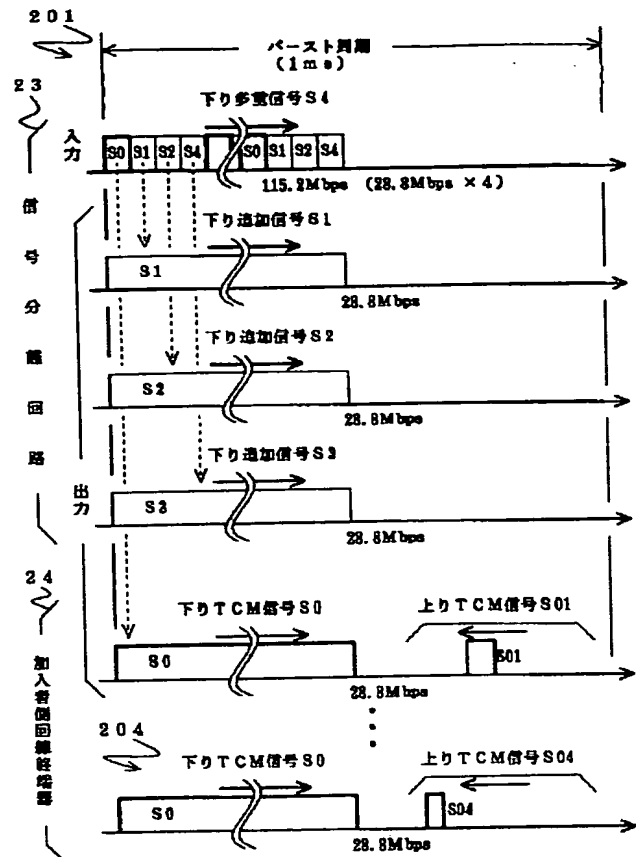 201
バースト周期
(1ms)
23
下り多重信号S4
入力
S0 S1 S2 S4 S0 S1 S2 S4
115.2Mbps (28.8Mbps ×4)
信号分離回路
下り追加信号S1
S1
28.8Mbps
下り追加信号S2
S2
28.8Mbps
下り追加信号S3
出力
S3
28.8Mbps
24
下りTCM信号S0
上りTCM信号S01
S0
S01
28.8Mbps
加入者側回線終端器
204
下りTCM信号S0
上りTCM信号S04
S0
S04
28.8Mbps